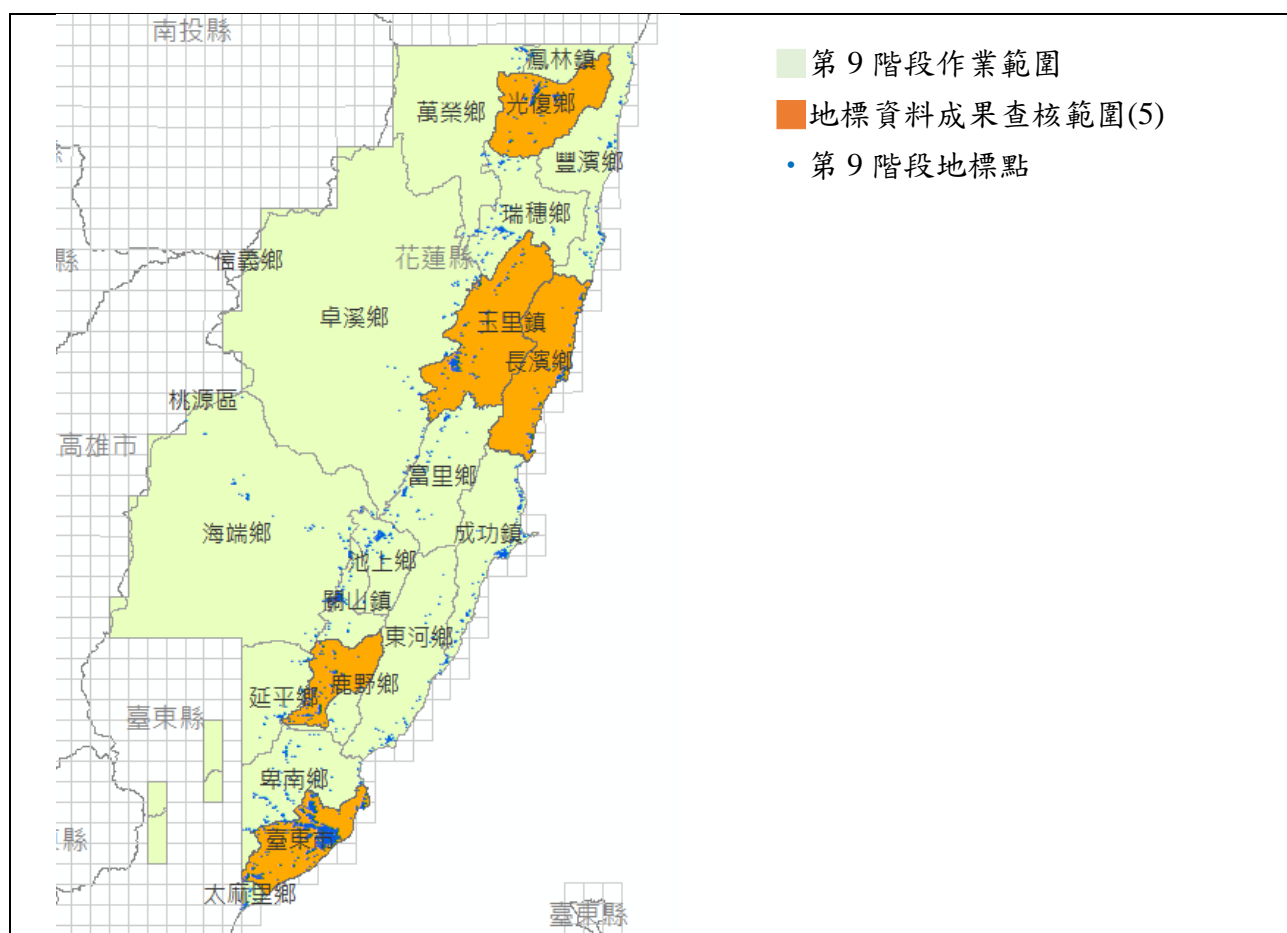 南投縣
鳳林鎮
第 9 階段作業範圍
光復鄉
萬榮鄉
地標資料成果查核範圍(5)
豐濱鄉
第 9 階段地標點
瑞穗鄉
縣
信義鄉
花蓮縣
卓溪鄉
玉里鎮
長濱鄉
桃源區
高雄市
富里鄉
海端鄉
成功鎮
池上鄉
關山鎮
東河鄉
延平鄉
鹿野鄉
臺東縣
卑南鄉
臺東市
縣
太麻里鄉
臺東縣